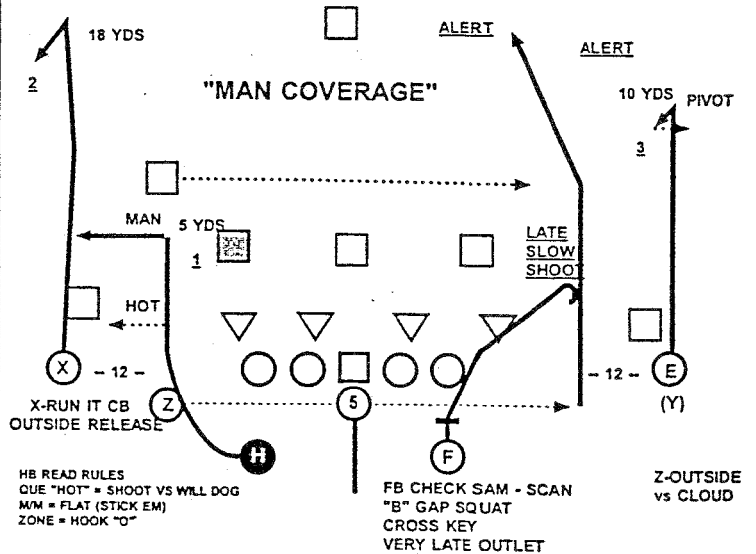 18 YDS
ALERT
ALERT
2
"MAN COVERAGE"
10 YDS
PIVOT
3
MAN
5 YDS
1
LATE
SLOW
SHOOT
HOT
X
- 12 -
- 12 -
E
(Y)
X-RUN IT CB
OUTSIDE RELEASE
Z
5
H
F
HB READ RULES
QUE "HOT" = SHOOT VS WILL DOG
M/M = FLAT (STICK EM)
ZONE = HOOK "O"
FB CHECK SAM - SCAN
"B" GAP SQUAT
CROSS KEY
VERY LATE OUTLET
Z-OUTSIDE
vs CLOUD